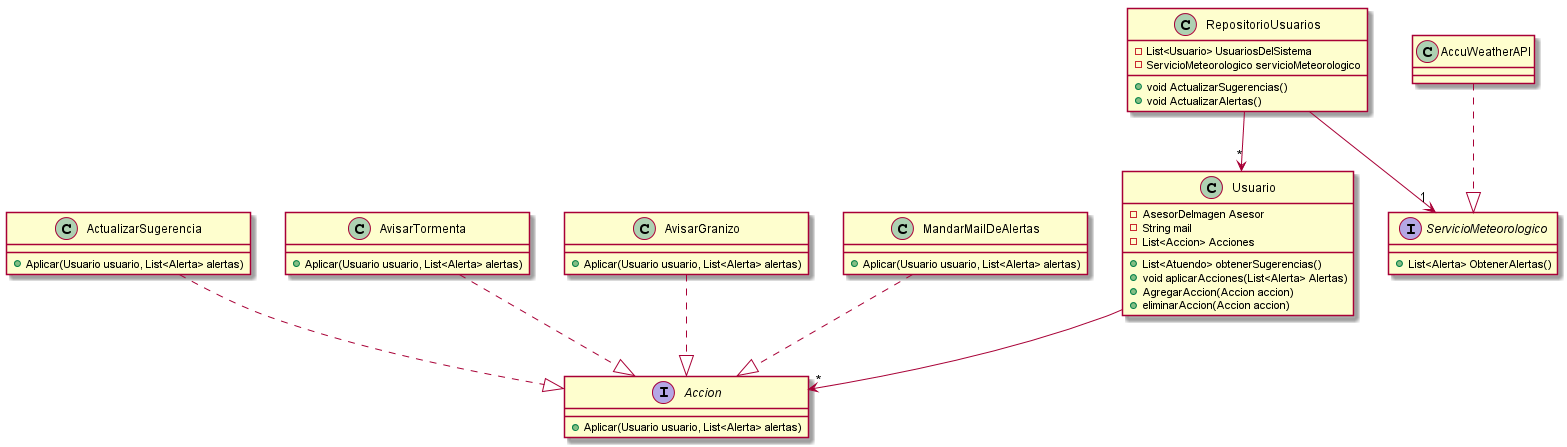 C RepositorioUsuarios
List<Usuario> UsuariosDelSistema
ServicioMeteorologico servicioMeteorologico
void ActualizarSugerencias()
void ActualizarAlertas()
C AccuWeatherAPI
*
1
C Usuario
AsesorDeImagen Asesor
String mail
List<Accion> Acciones
List<Atuendo> obtenerSugerencias()
void aplicarAcciones(List<Alerta> Alertas)
AgregarAccion(Accion accion)
eliminarAccion(Accion accion)
I ServicioMeteorologico
List<Alerta> ObtenerAlertas()
C ActualizarSugerencia
Aplicar(Usuario usuario, List<Alerta> alertas)
C AvisarTormenta
Aplicar(Usuario usuario, List<Alerta> alertas)
C AvisarGranizo
Aplicar(Usuario usuario, List<Alerta> alertas)
C MandarMailDeAlertas
Aplicar(Usuario usuario, List<Alerta> alertas)
*
I Accion
Aplicar(Usuario usuario, List<Alerta> alertas)